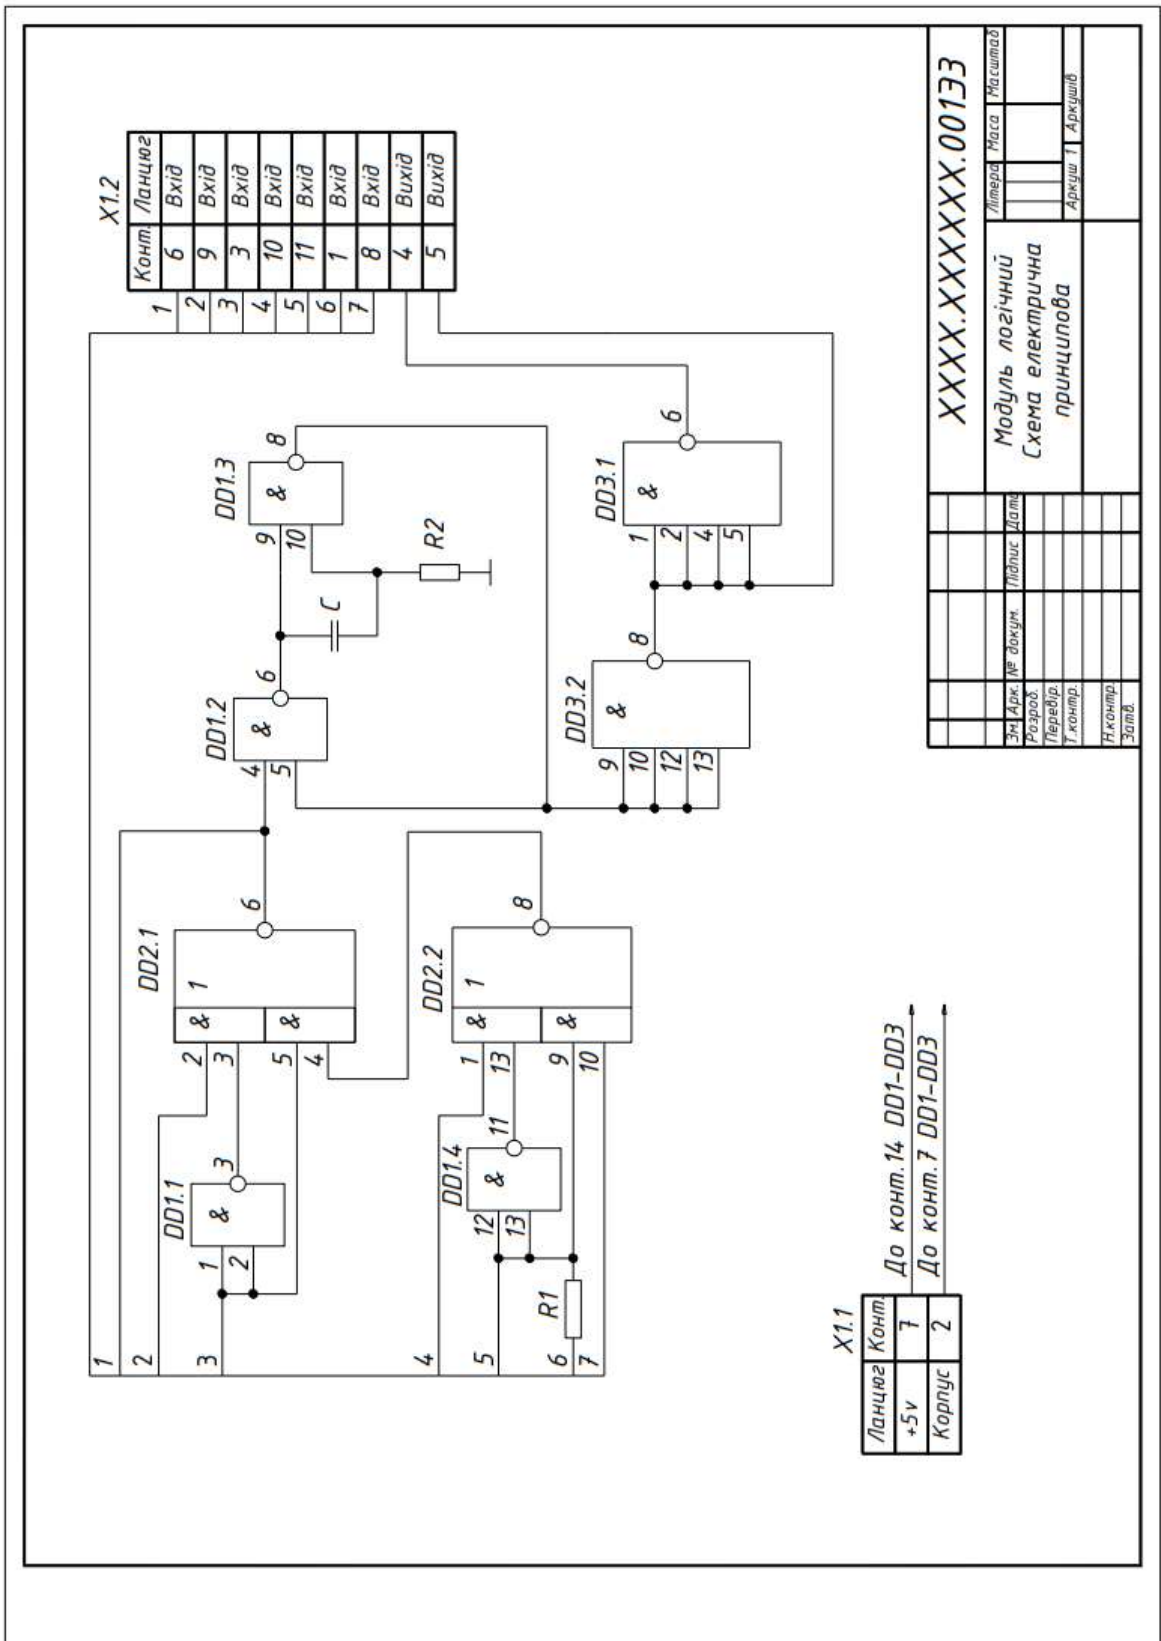 X1.2
Конт. Ланцюг
6 Вхід
9 Вхід
3 Вхід
10 Вхід
11 Вхід
1 Вхід
8 Вхід
4 Вихід
5 Вихід
1
2
3
4
5
6
7
DD2.1
1
&
&
2
3
5
4
6
DD1.1
&
1
2
3
DD1.2
&
4
5
6
DD1.3
&
9
10
8
C
R2
DD2.2
1
&
&
1
13
9
10
8
DD1.4
&
12
13
11
R1
DD3.2
&
9
10
12
13
8
DD3.1
&
1
2
4
5
6
1
2
3
4
5
6
7
X1.1
Ланцюг Конт.
+5v 7
Корпус 2
До конт.14 DD1-DD3
До конт.7 DD1-DD3
XXXX.XXXXXX.001ЭЗ
Модуль логічний
Схема електрична
принципова
Літера Маса Масштаб
Аркуш 1 Аркушів
Зм. Арк. № докум. Підпис Дата
Розроб.
Перевір.
Т.контр.
Н.контр.
Затв.